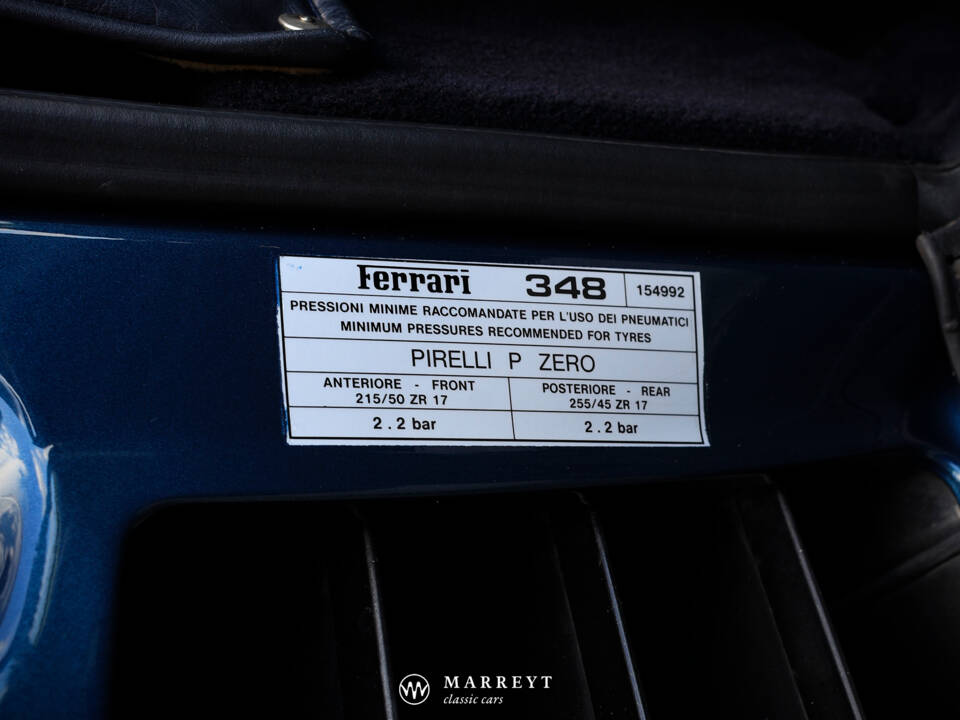 Ferrari 348 154992
PRESSIONI MINIME RACCOMANDATE PER L'USO DEI PNEUMATICI
MINIMUM PRESSURES RECOMMENDED FOR TYRES
PIRELLI P ZERO
ANTERIORE - FRONT
215/50 ZR 17
POSTERIORE - REAR
255/45 ZR 17
2.2 bar
2.2 bar
MARREYT
classic cars